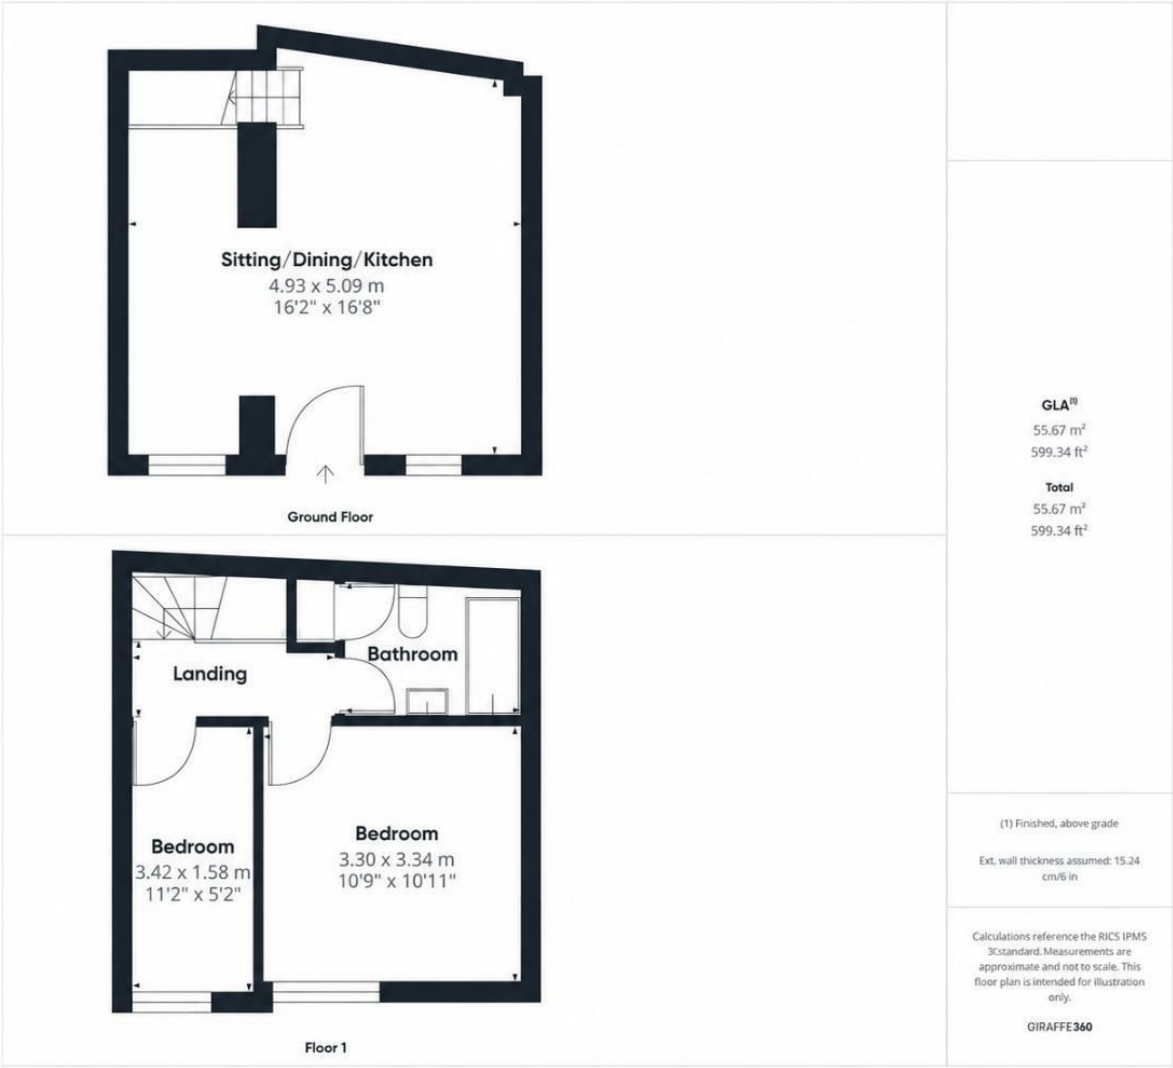 Sitting/Dining/Kitchen
4.93 x 5.09 m
16'2" x 16'8"
Ground Floor
Landing
Bathroom
Bedroom
3.42 x 1.58 m
11'2" x 5'2"
Bedroom
3.30 x 3.34 m
10'9" x 10'11"
Floor 1
GLA(1)
55.67 m²
599.34 ft²
Total
55.67 m²
599.34 ft²
(1) Finished, above grade
Ext. wall thickness assumed: 15.24
cm/6 in
Calculations reference the RICS IPMS
3Cstandard. Measurements are
approximate and not to scale. This
floor plan is intended for illustration
only.
GIRAFFE360